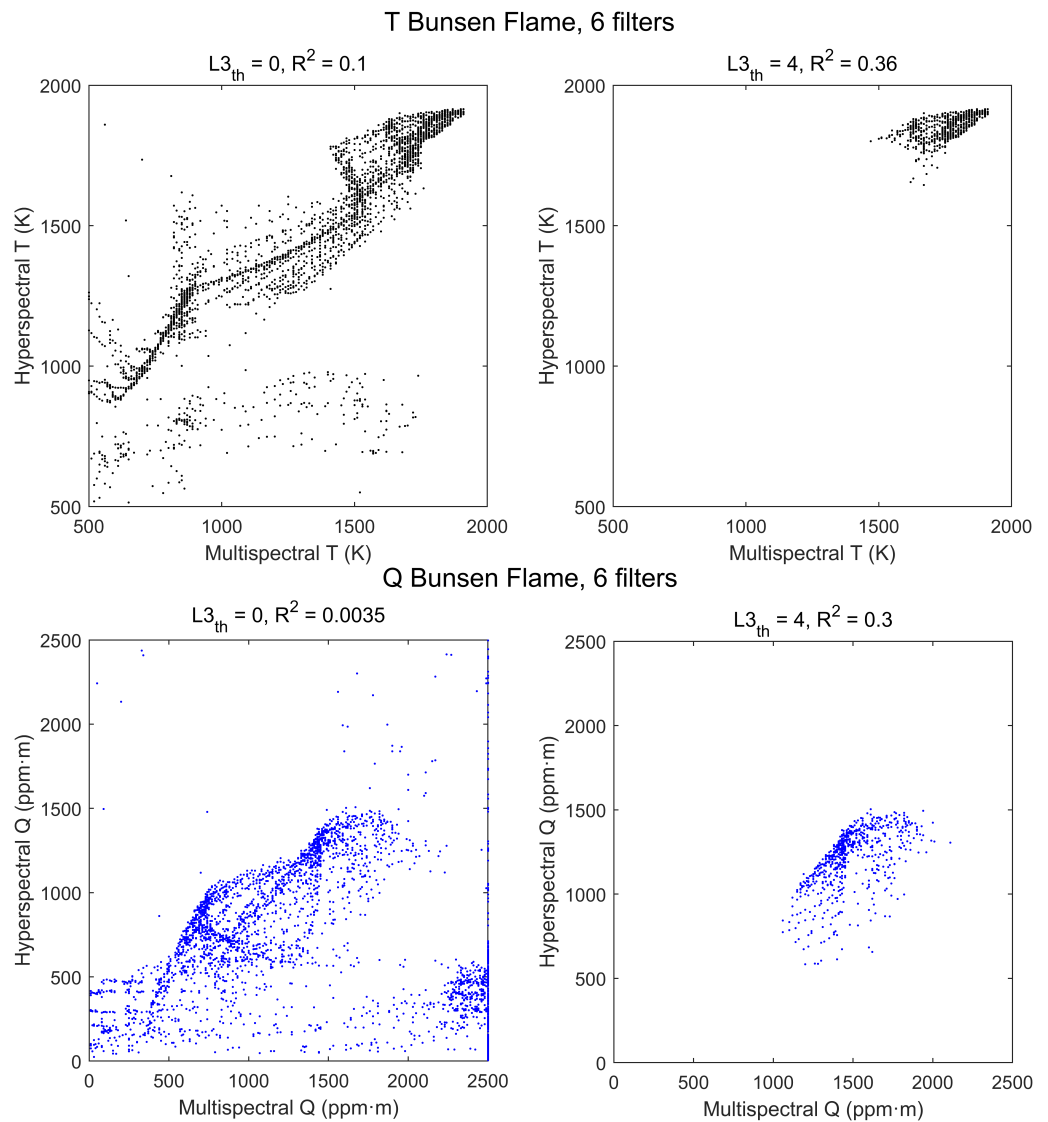 T Bunsen Flame, 6 filters
L3th = 0, R² = 0.1
2000
1500
1000
500
500 1000 1500 2000
Hyperspectral T (K)
Multispectral T (K)
L3th = 4, R² = 0.36
2000
1500
1000
500
500 1000 1500 2000
Hyperspectral T (K)
Multispectral T (K)
Q Bunsen Flame, 6 filters
L3th = 0, R² = 0.0035
2500
2000
1500
1000
500
0
0 500 1000 1500 2000 2500
Hyperspectral Q (ppm·m)
Multispectral Q (ppm·m)
L3th = 4, R² = 0.3
2500
2000
1500
1000
500
0
0 500 1000 1500 2000 2500
Hyperspectral Q (ppm·m)
Multispectral Q (ppm·m)